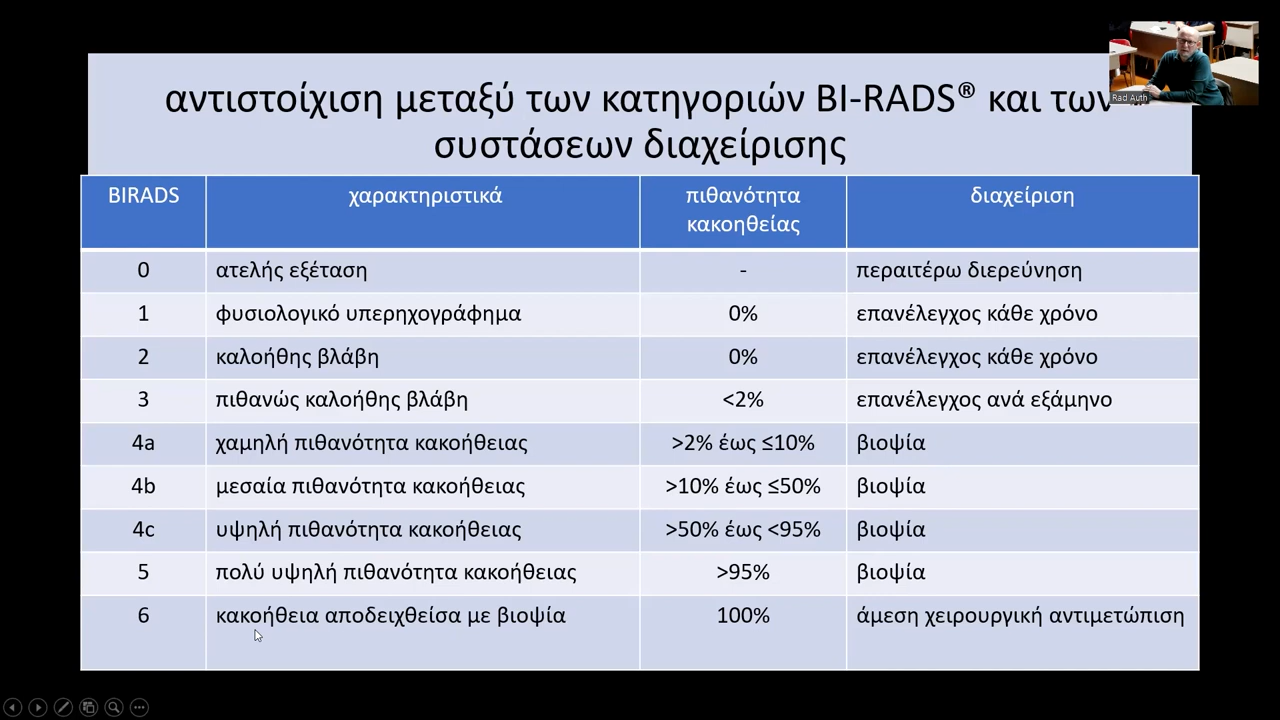 αντιστοίχιση μεταξύ των κατηγοριών BI-RADS® και των
συστάσεων διαχείρισης
Rad Auth
BIRADS χαρακτηριστικά πιθανότητα κακοηθείας διαχείριση
0 ατελής εξέταση - περαιτέρω διερεύνηση
1 φυσιολογικό υπερηχογράφημα 0% επανέλεγχος κάθε χρόνο
2 καλοήθης βλάβη 0% επανέλεγχος κάθε χρόνο
3 πιθανώς καλοήθης βλάβη <2% επανέλεγχος ανά εξάμηνο
4a χαμηλή πιθανότητα κακοήθειας >2% έως ≤10% βιοψία
4b μεσαία πιθανότητα κακοήθειας >10% έως ≤50% βιοψία
4c υψηλή πιθανότητα κακοήθειας >50% έως <95% βιοψία
5 πολύ υψηλή πιθανότητα κακοήθειας >95% βιοψία
6 κακοήθεια αποδειχθείσα με βιοψία 100% άμεση χειρουργική αντιμετώπιση